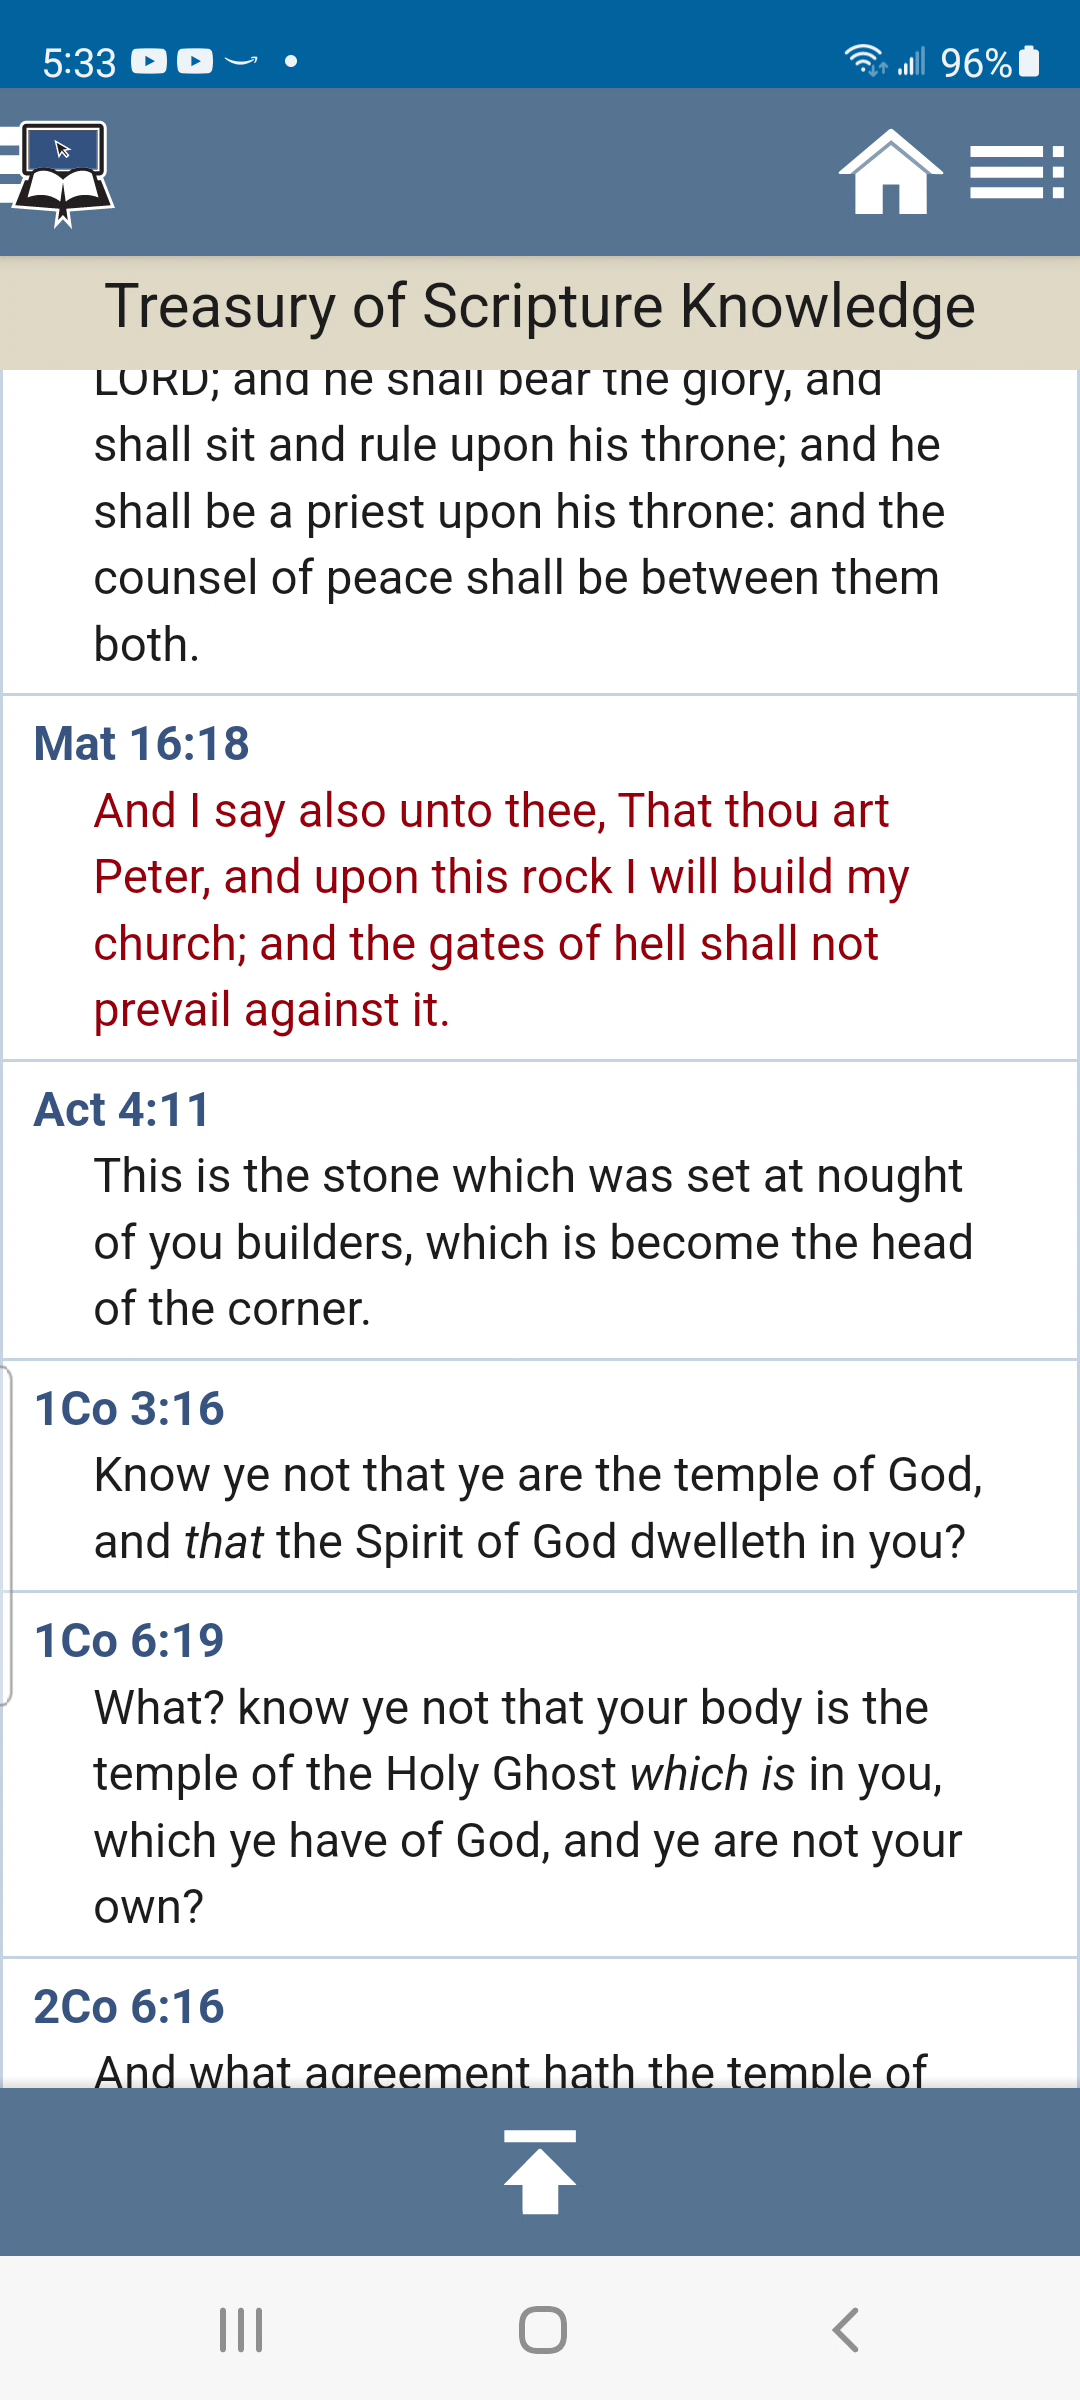 5:33
96%
Treasury of Scripture Knowledge
LORD; and he shall bear the glory, and
shall sit and rule upon his throne; and he
shall be a priest upon his throne: and the
counsel of peace shall be between them
both.
Mat 16:18
And I say also unto thee, That thou art
Peter, and upon this rock I will build my
church; and the gates of hell shall not
prevail against it.
Act 4:11
This is the stone which was set at nought
of you builders, which is become the head
of the corner.
1Co 3:16
Know ye not that ye are the temple of God,
and that the Spirit of God dwelleth in you?
1Co 6:19
What? know ye not that your body is the
temple of the Holy Ghost which is in you,
which ye have of God, and ye are not your
own?
2Co 6:16
And what agreement hath the temple of